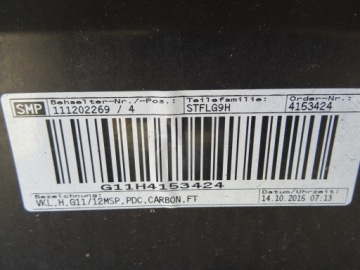 SMP
Behaelter-Nr./-Pos.: Teilefamilie: Order-Nr.:
111202269 / 4 STFLG9H 4153424
G11H4153424
Bezeichnung: Datum/Uhrzeit:
VKL,H,G11/12MSP,PDC,CARBON,FT 14.10.2016 07:13